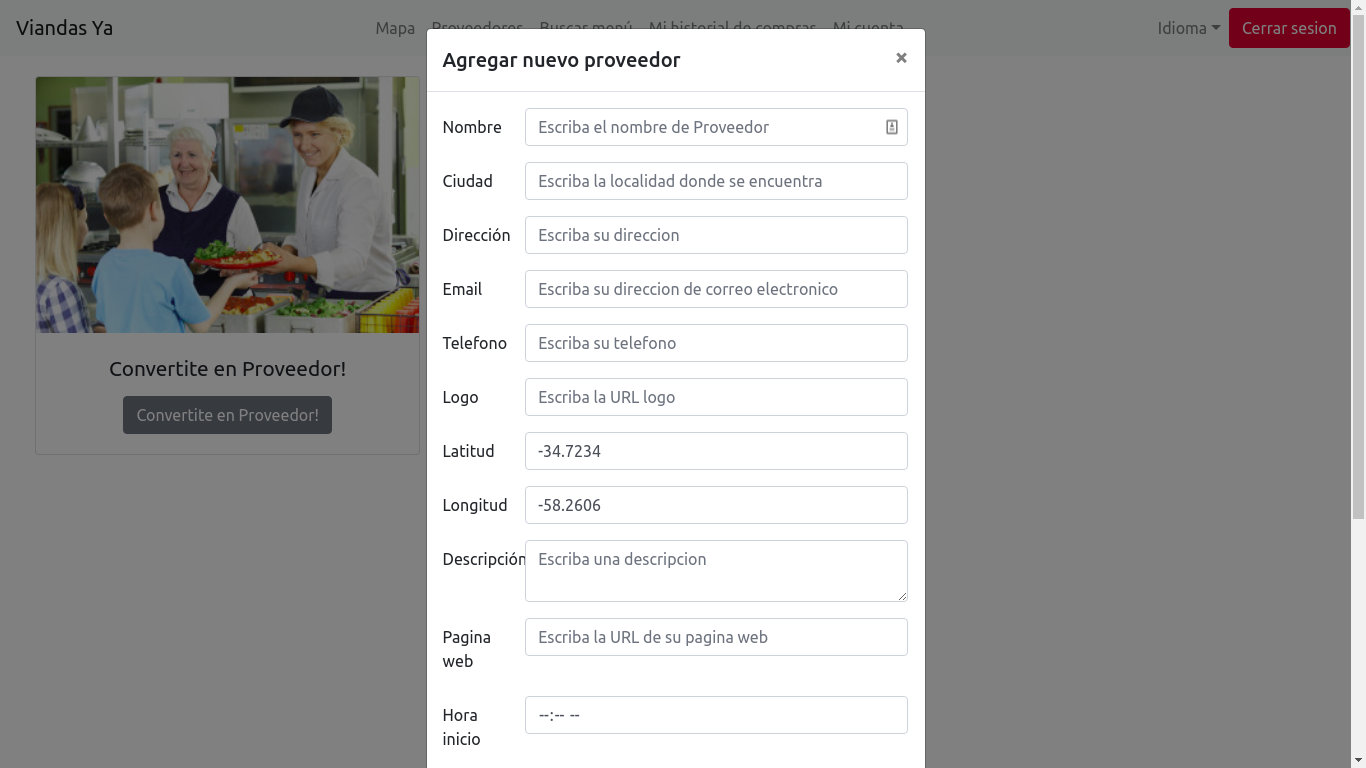 Viandas Ya
Mapa Proveedores Buscar menú Mi historial de compras Mi cuenta
Idioma
Cerrar sesion
Convertite en Proveedor!
Convertite en Proveedor!
Agregar nuevo proveedor
×
Nombre
Escriba el nombre de Proveedor
Ciudad
Escriba la localidad donde se encuentra
Dirección
Escriba su direccion
Email
Escriba su direccion de correo electronico
Telefono
Escriba su telefono
Logo
Escriba la URL logo
Latitud
-34.7234
Longitud
-58.2606
Descripción
Escriba una descripcion
Pagina
web
Escriba la URL de su pagina web
Hora
inicio
--:-- --